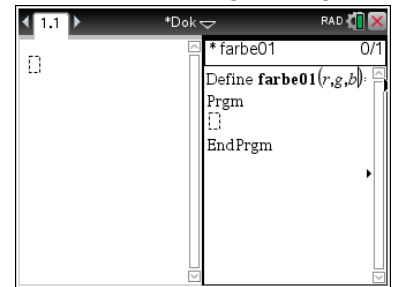 1.1 *Dok RAD
* farbe01 0/1
Define farbe01(r,g,b)=
Prgm
EndPrgm